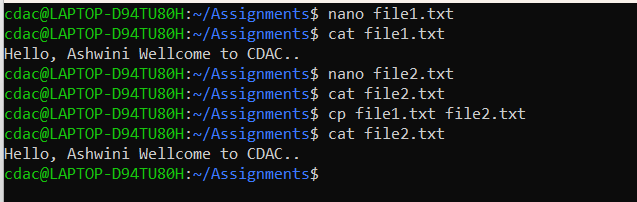 cdac@LAPTOP-D94TU80H:~/Assignments$ nano file1.txt
cdac@LAPTOP-D94TU80H:~/Assignments$ cat file1.txt
Hello, Ashwini Wellcome to CDAC..
cdac@LAPTOP-D94TU80H:~/Assignments$ nano file2.txt
cdac@LAPTOP-D94TU80H:~/Assignments$ cat file2.txt
cdac@LAPTOP-D94TU80H:~/Assignments$ cp file1.txt file2.txt
cdac@LAPTOP-D94TU80H:~/Assignments$ cat file2.txt
Hello, Ashwini Wellcome to CDAC..
cdac@LAPTOP-D94TU80H:~/Assignments$